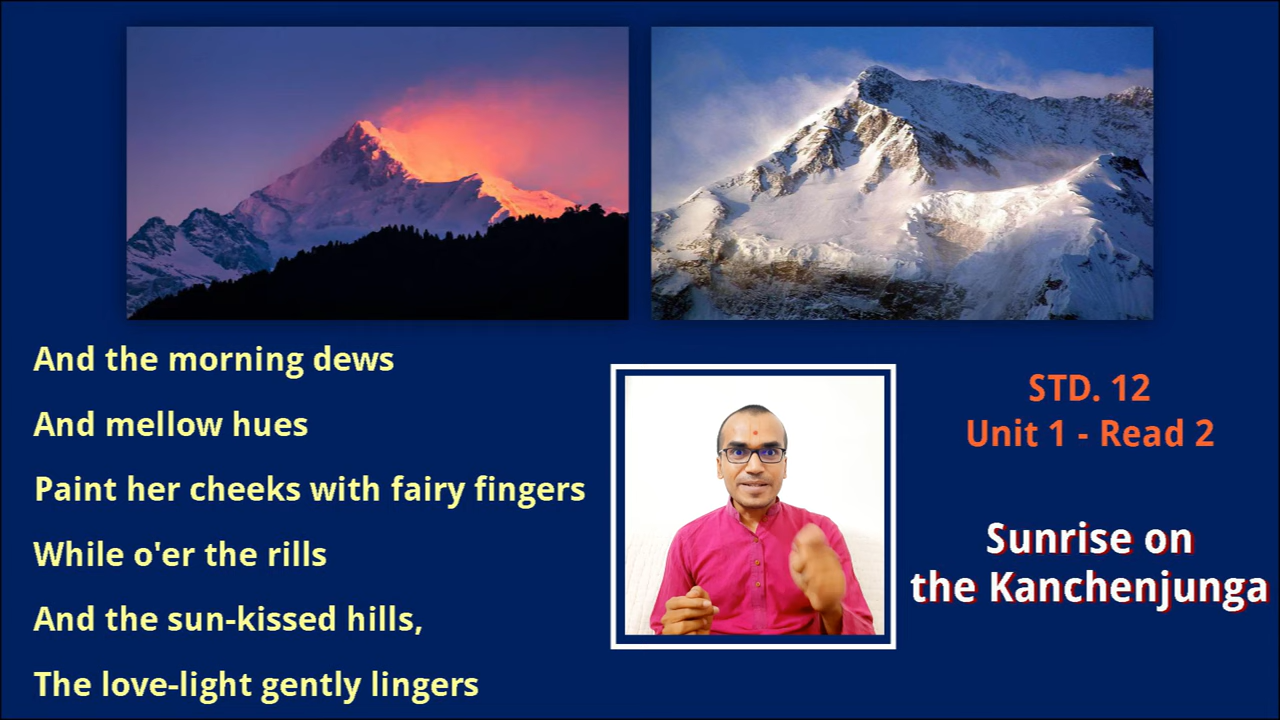 And the morning dews
And mellow hues
Paint her cheeks with fairy fingers
While o'er the rills
And the sun-kissed hills,
The love-light gently lingers
STD. 12
Unit 1 - Read 2
Sunrise on
the Kanchenjunga